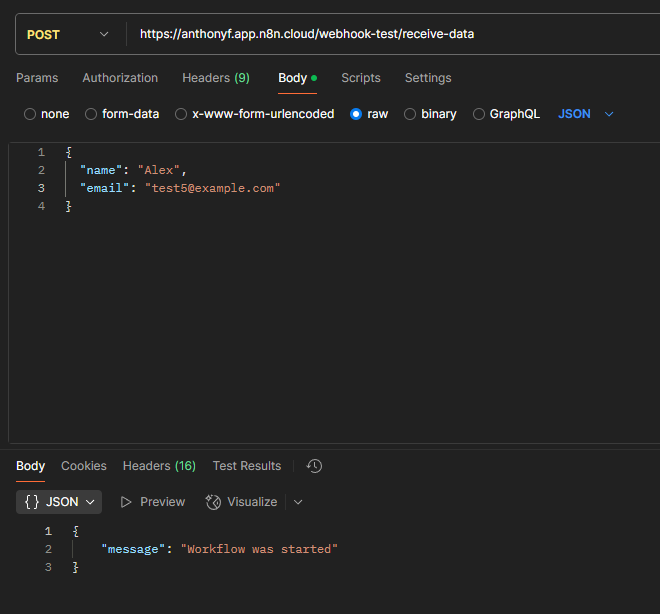 POST https://anthonyf.app.n8n.cloud/webhook-test/receive-data
Params Authorization Headers (9) Body Scripts Settings
none form-data x-www-form-urlencoded raw binary GraphQL JSON
1 {
2 "name": "Alex",
3 "email": "test5@example.com"
4 }
Body Cookies Headers (16) Test Results
{} JSON Preview Visualize
1 {
2 "message": "Workflow was started"
3 }